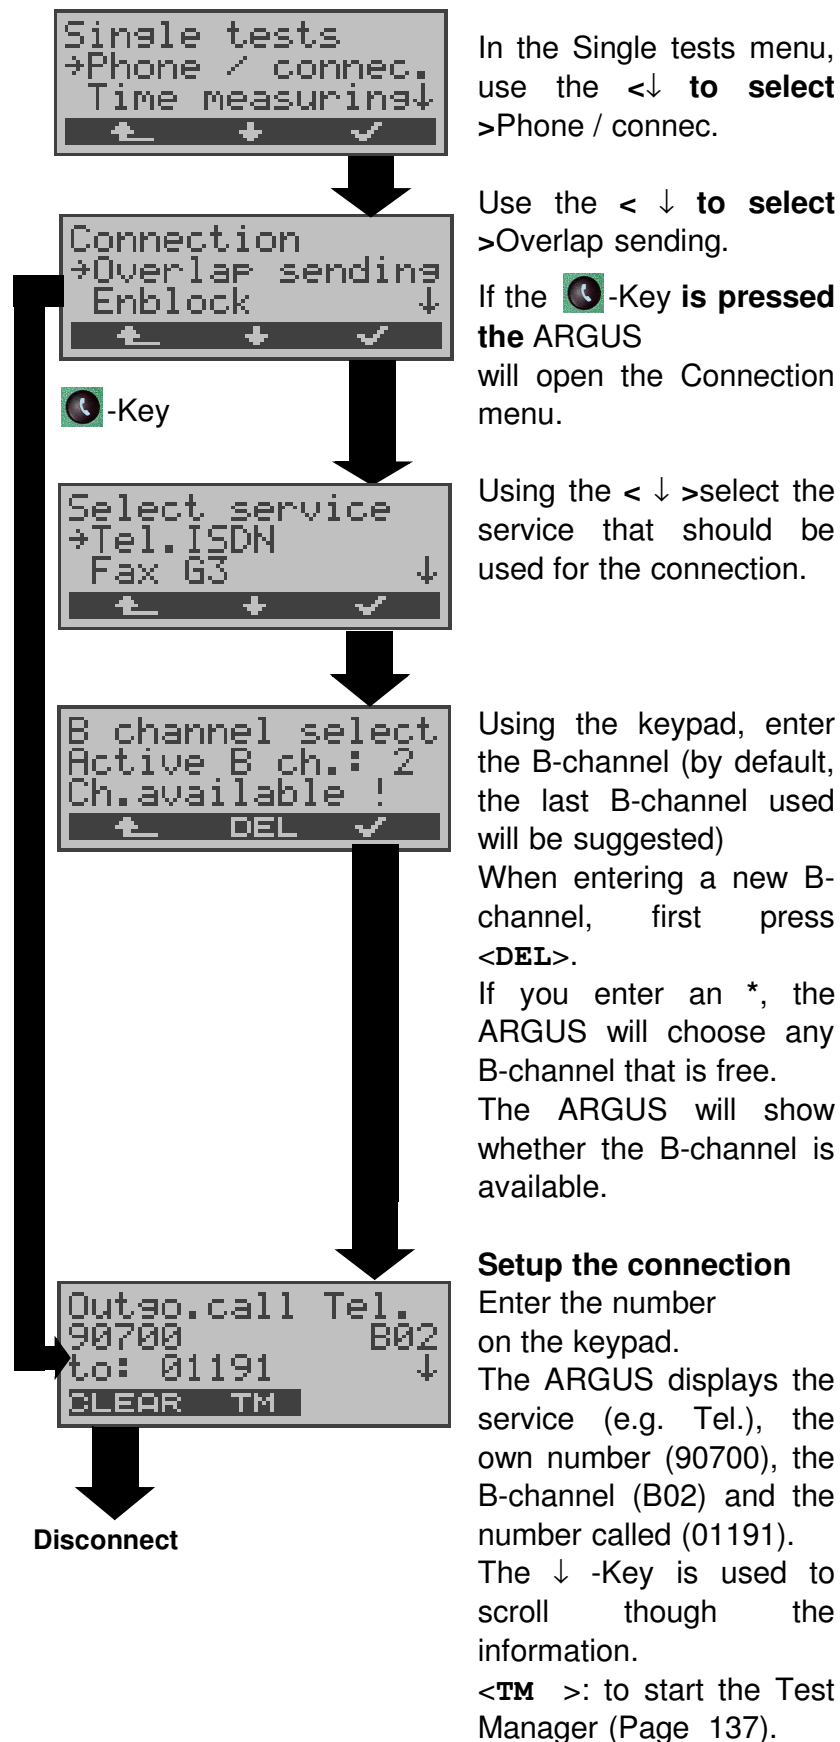 Single tests
→Phone / connec.
Time measuring↓
In the Single tests menu,
use the <↓ to select
>Phone / connec.
Connection
→Overlap sending
Enblock ↓
Use the < ↓ to select
>Overlap sending.
If the -Key is pressed
the ARGUS
will open the Connection
menu.
-Key
Select service
→Tel.ISDN
Fax G3 ↓
Using the < ↓ >select the
service that should be
used for the connection.
B channel select
Active B ch.: 2
Ch.available !
DEL
Using the keypad, enter
the B-channel (by default,
the last B-channel used
will be suggested)
When entering a new B-
channel, first press
<DEL>.
If you enter an *, the
ARGUS will choose any
B-channel that is free.
The ARGUS will show
whether the B-channel is
available.
Outgo.call Tel.
90700 B02
to: 01191 ↓
CLEAR TM
Disconnect
Setup the connection
Enter the number
on the keypad.
The ARGUS displays the
service (e.g. Tel.), the
own number (90700), the
B-channel (B02) and the
number called (01191).
The ↓ -Key is used to
scroll though the
information.
<TM >: to start the Test
Manager (Page 137).